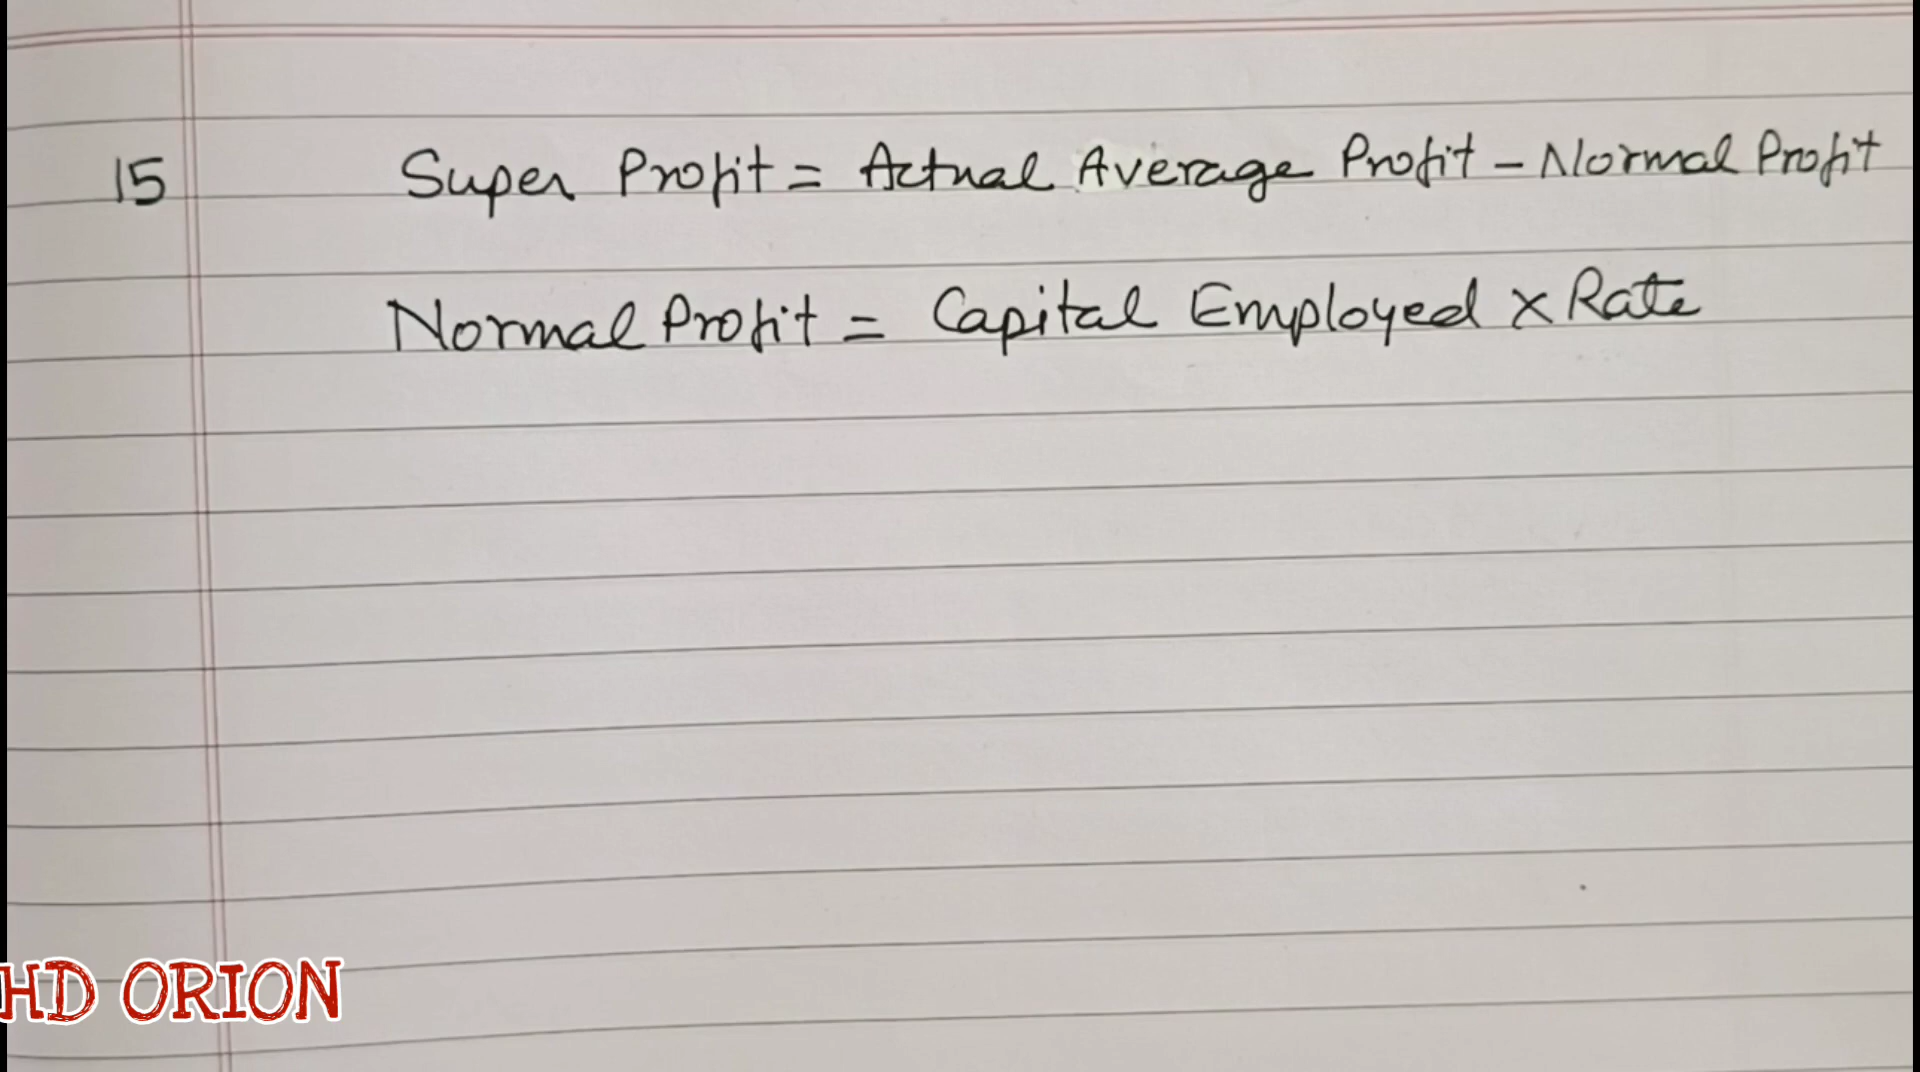 15 Super Profit = Actual Average Profit - Normal Profit
Normal Profit = Capital Employed x Rate
HD ORION